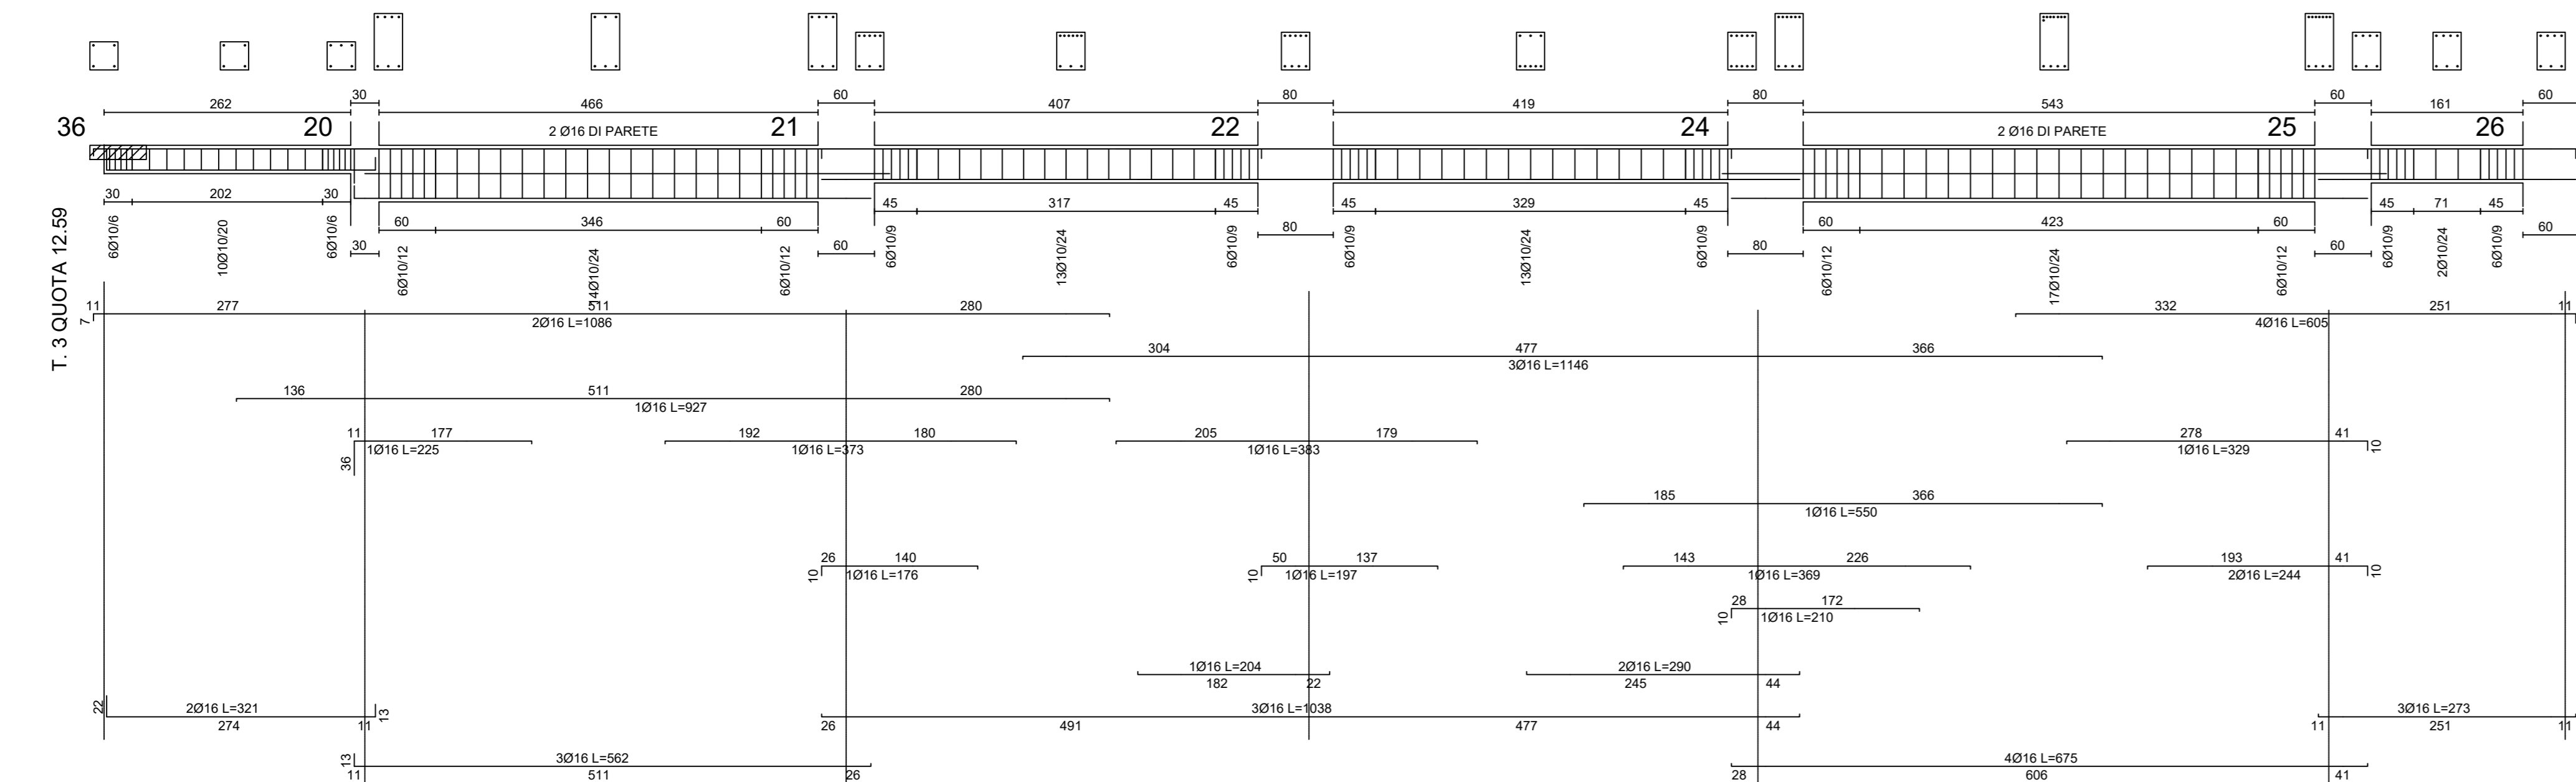 30 60 80 80 60 60
262 466 407 419 543 161
36 20 2 Ø16 DI PARETE 21 22 24 2 Ø16 DI PARETE 25 26
30 202 30 45 317 45 45 329 45 45 71 45
60 346 60 60 423 60
80 60
30 60 80 60
6Ø10/6 10Ø10/20 6Ø10/6 6Ø10/12 14Ø10/24 6Ø10/12 6Ø10/9 13Ø10/24 6Ø10/9 6Ø10/9 13Ø10/24 6Ø10/9 6Ø10/12 17Ø10/24 6Ø10/12 6Ø10/9 2Ø10/24 6Ø10/9
T. 3 QUOTA 12.59
11 277 511 280 332 251 11
7 2Ø16 L=1086 4Ø16 L=605
304 477 366
3Ø16 L=1146
136 511 280
1Ø16 L=927
11 177 192 180 205 179 278 41
36 1Ø16 L=225 1Ø16 L=373 1Ø16 L=383 1Ø16 L=329 10
185 366
1Ø16 L=550
26 140 50 137 143 226 193 41
10 1Ø16 L=176 10 1Ø16 L=197 1Ø16 L=369 2Ø16 L=244 10
28 172
10 1Ø16 L=210
1Ø16 L=204 2Ø16 L=290
182 22 245 44
22 2Ø16 L=321 13 3Ø16 L=1038 3Ø16 L=273
274 11 26 491 477 44 11 251 11
13 3Ø16 L=562 4Ø16 L=675
11 511 26 28 606 41